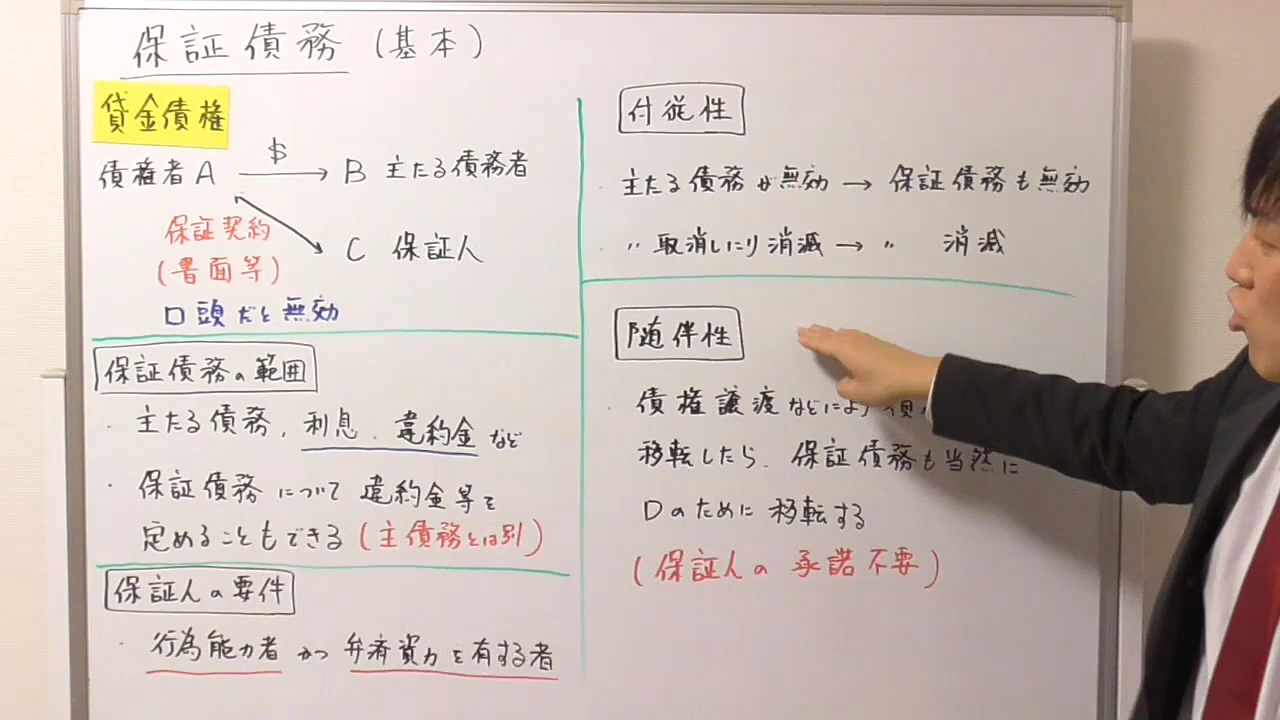 保証債務(基本)
貸金債権
債権者A $ → B 主たる債務者
保証契約
(書面等)
C 保証人
口頭だと無効
保証債務の範囲
・主たる債務、利息、違約金など
・保証債務について違約金等を
定めることもできる(主債務とは別)
保証人の要件
・行為能力者かつ弁済資力を有する者
付従性
・主たる債務が無効→保証債務も無効
・〃取消しにより消滅→〃 消滅
随伴性
・債権譲渡などにより
移転したら、保証債務も当然に
Dのために移転する
(保証人の承諾不要)